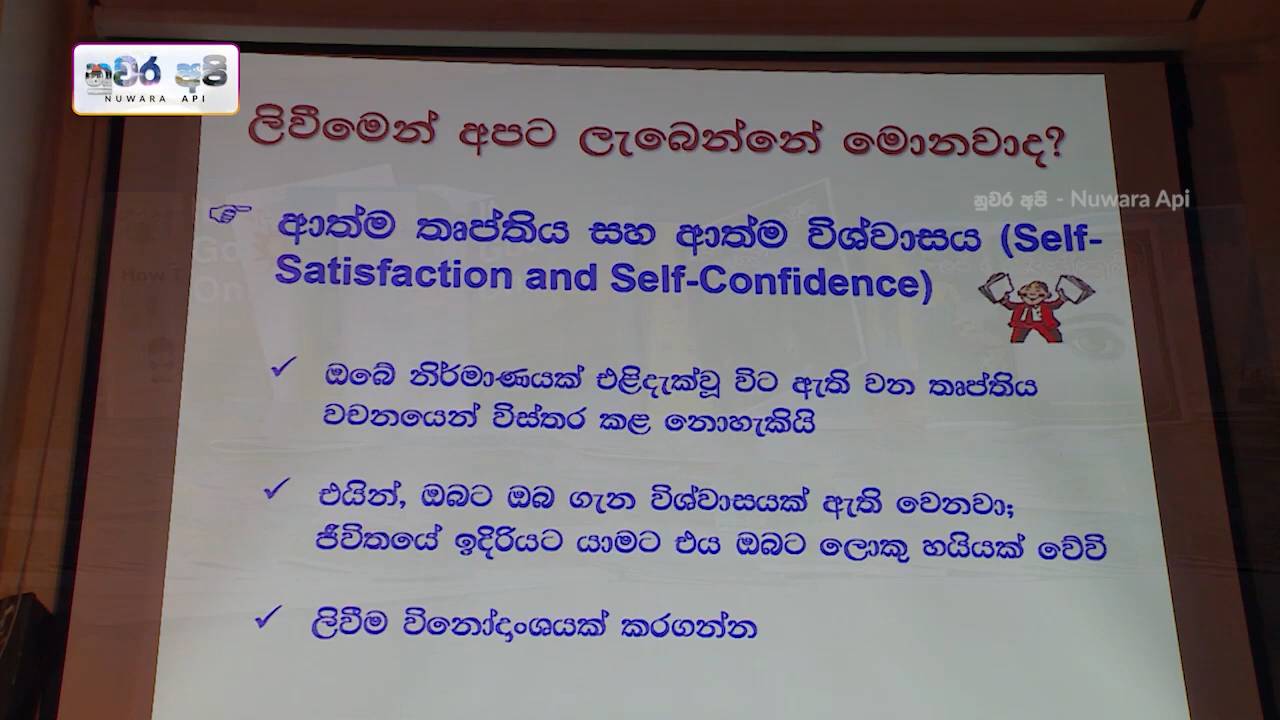 නුවර අපි
NUWARA API
ලිවීමෙන් අපට ලැබෙන්නේ මොනවාද?
නුවර අපි - Nuwara Api
☞ ආත්ම තෘප්තිය සහ ආත්ම විශ්වාසය (Self-
Satisfaction and Self-Confidence)
✓ ඔබේ නිර්මාණයක් එළිදැක්වූ විට ඇති වන තෘප්තිය
වචනයෙන් විස්තර කළ නොහැකියි
✓ එයින්, ඔබට ඔබ ගැන විශ්වාසයක් ඇති වෙනවා;
ජීවිතයේ ඉදිරියට යාමට එය ඔබට ලොකු හයියක් වේවි
✓ ලිවීම විනෝදාංශයක් කරගන්න